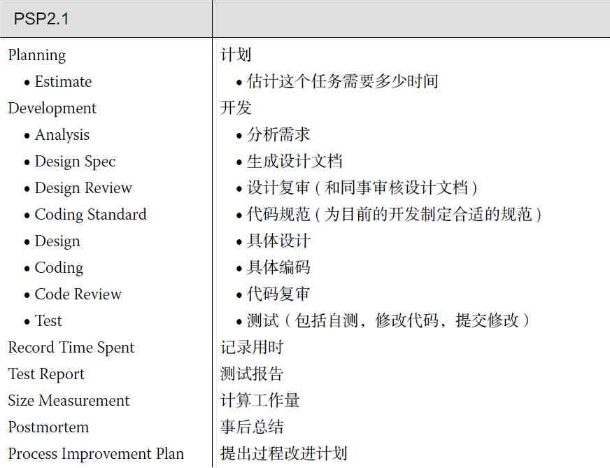 PSP2.1
Planning 计划
• Estimate • 估计这个任务需要多少时间
Development 开发
• Analysis • 分析需求
• Design Spec • 生成设计文档
• Design Review • 设计复审（和同事审核设计文档）
• Coding Standard • 代码规范（为目前的开发制定合适的规范）
• Design • 具体设计
• Coding • 具体编码
• Code Review • 代码复审
• Test • 测试（包括自测，修改代码，提交修改）
Record Time Spent 记录用时
Test Report 测试报告
Size Measurement 计算工作量
Postmortem 事后总结
Process Improvement Plan 提出过程改进计划